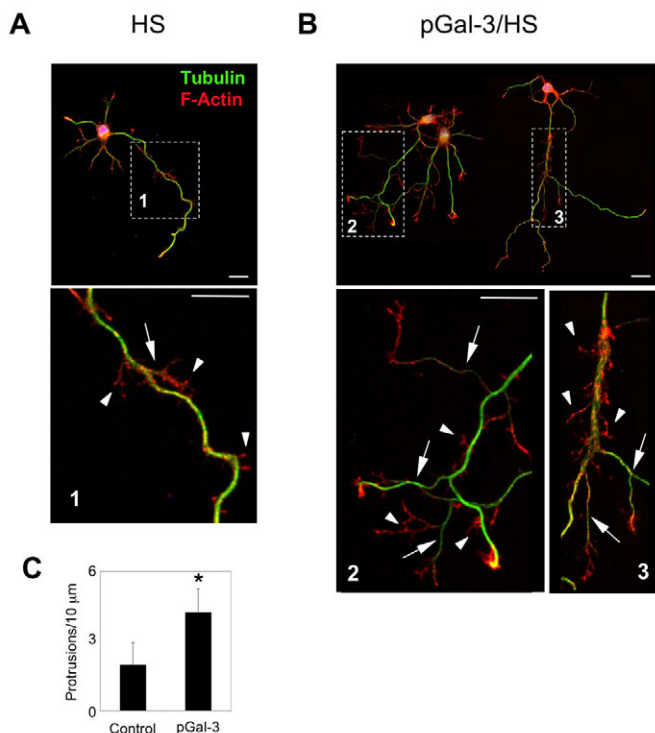 A
HS
Tubulin
F-Actin
1
1
B
pGal-3/HS
2
3
2
3
C
6
3
0
Protrusions/10 μm
*
Control
pGal-3